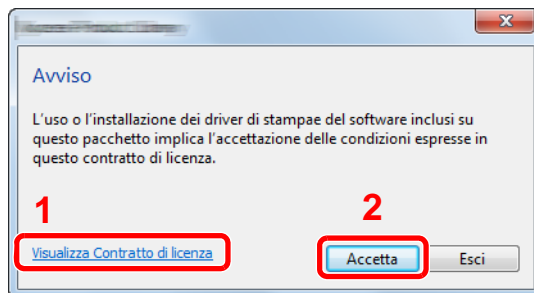 Avviso
L'uso o l'installazione dei driver di stampae del software inclusi su
questo pacchetto implica l'accettazione delle condizioni espresse in
questo contratto di licenza.
1
2
Visualizza Contratto di licenza
Accetta
Esci